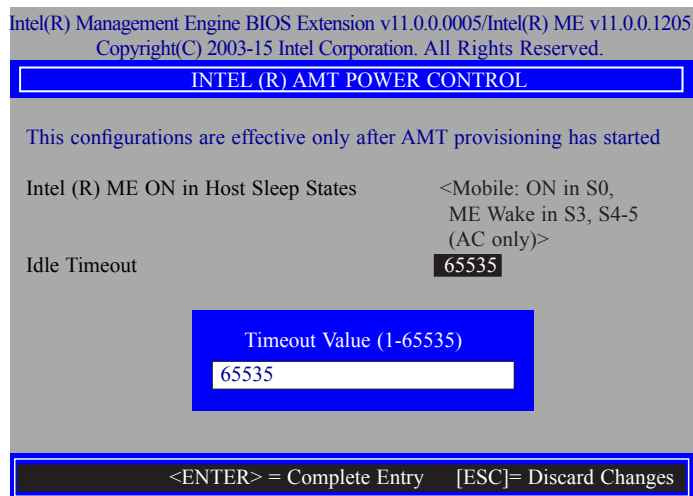 Intel(R) Management Engine BIOS Extension v11.0.0.0005/Intel(R) ME v11.0.0.1205
Copyright(C) 2003-15 Intel Corporation. All Rights Reserved.
INTEL (R) AMT POWER CONTROL
This configurations are effective only after AMT provisioning has started
Intel (R) ME ON in Host Sleep States <Mobile: ON in S0,
ME Wake in S3, S4-5
(AC only)>
Idle Timeout 65535
Timeout Value (1-65535)
65535
<ENTER> = Complete Entry [ESC]= Discard Changes